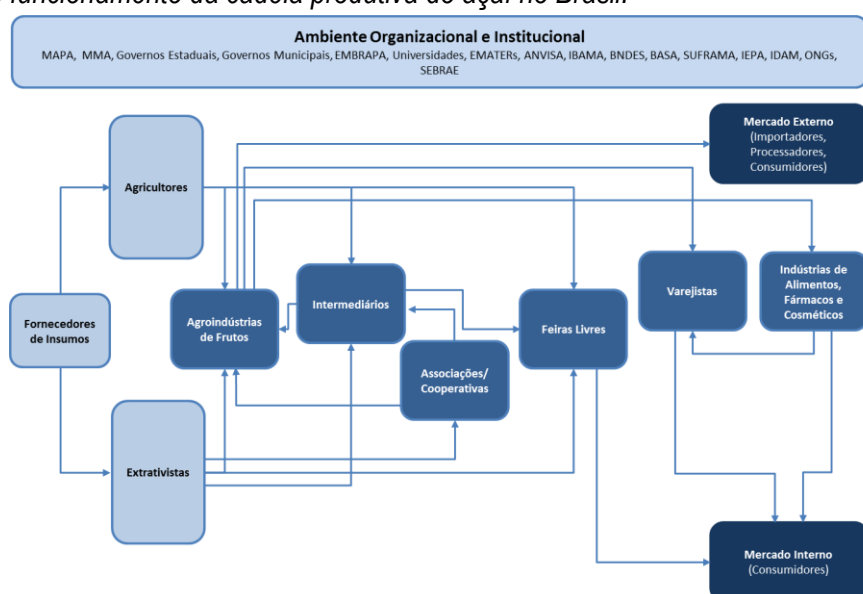 funcionamento da cadeia produtiva do açaí no Brasil.
Ambiente Organizacional e Institucional
MAPA, MMA, Governos Estaduais, Governos Municipais, EMBRAPA, Universidades, EMATERs, ANVISA, IBAMA, BNDES, BASA, SUFRAMA, IEPA, IDAM, ONGs,
SEBRAE
Mercado Externo
(Importadores,
Processadores,
Consumidores)
Agricultores
Fornecedores
de Insumos
Agroindústrias
de Frutos
Intermediários
Associações/
Cooperativas
Feiras Livres
Varejistas
Indústrias de
Alimentos,
Fármacos e
Cosméticos
Extrativistas
Mercado Interno
(Consumidores)